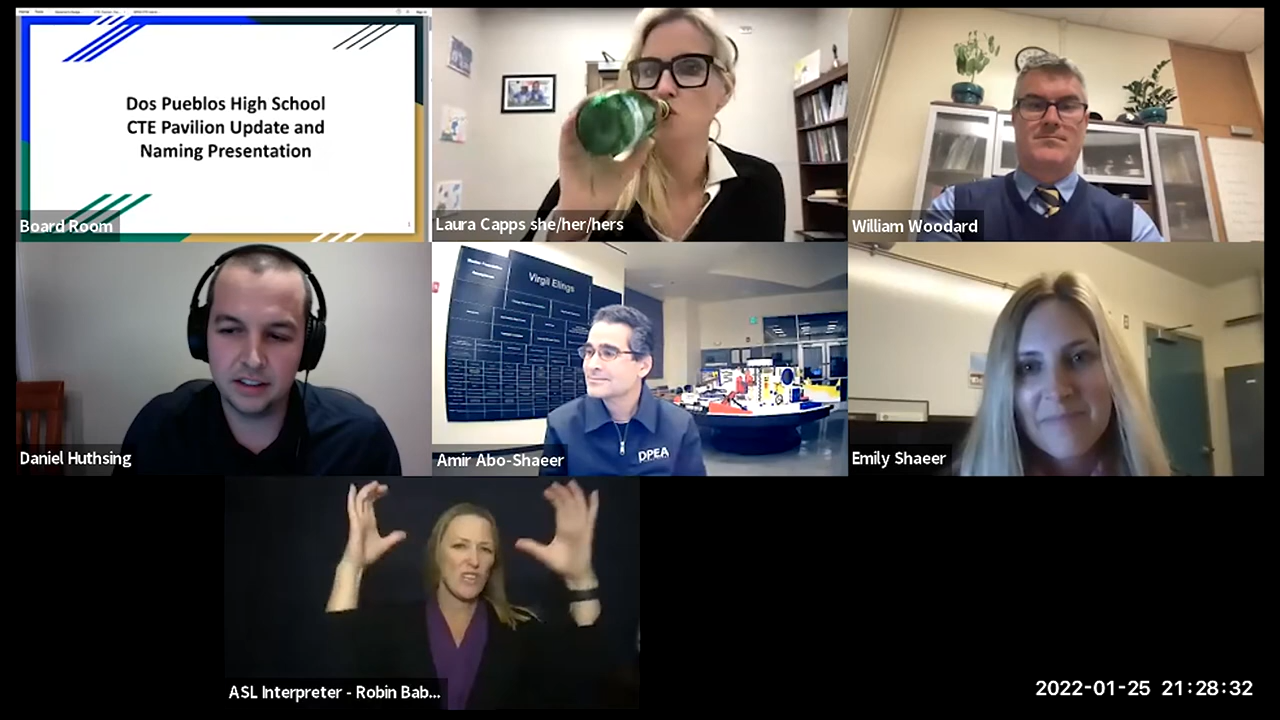 Dos Pueblos High School
CTE Pavilion Update and
Naming Presentation
Board Room
Laura Capps she/her/hers
William Woodard
Virgil Elings
DPEA
Daniel Huthsing
Amir Abo-Shaeer
Emily Shaeer
ASL Interpreter - Robin Bab...
2022-01-25 21:28:32